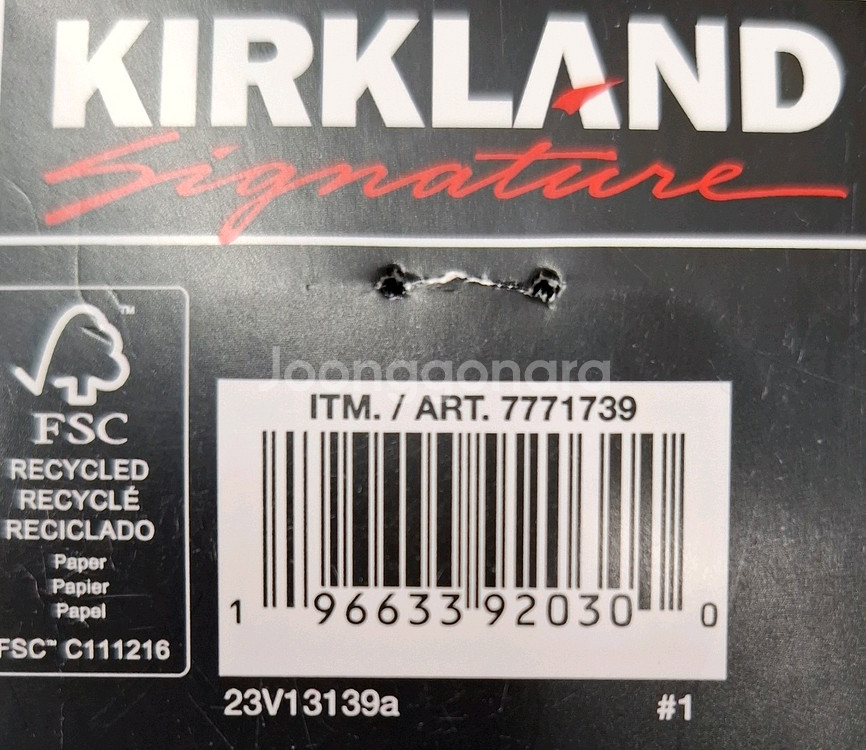 KIRKLAND
Signature
™
FSC
RECYCLED
RECYCLÉ
RECICLADO
Paper
Papier
Papel
FSC™ C111216
Joonggonara
ITM. / ART. 7771739
1 96633 92030 0
23V13139a
#1